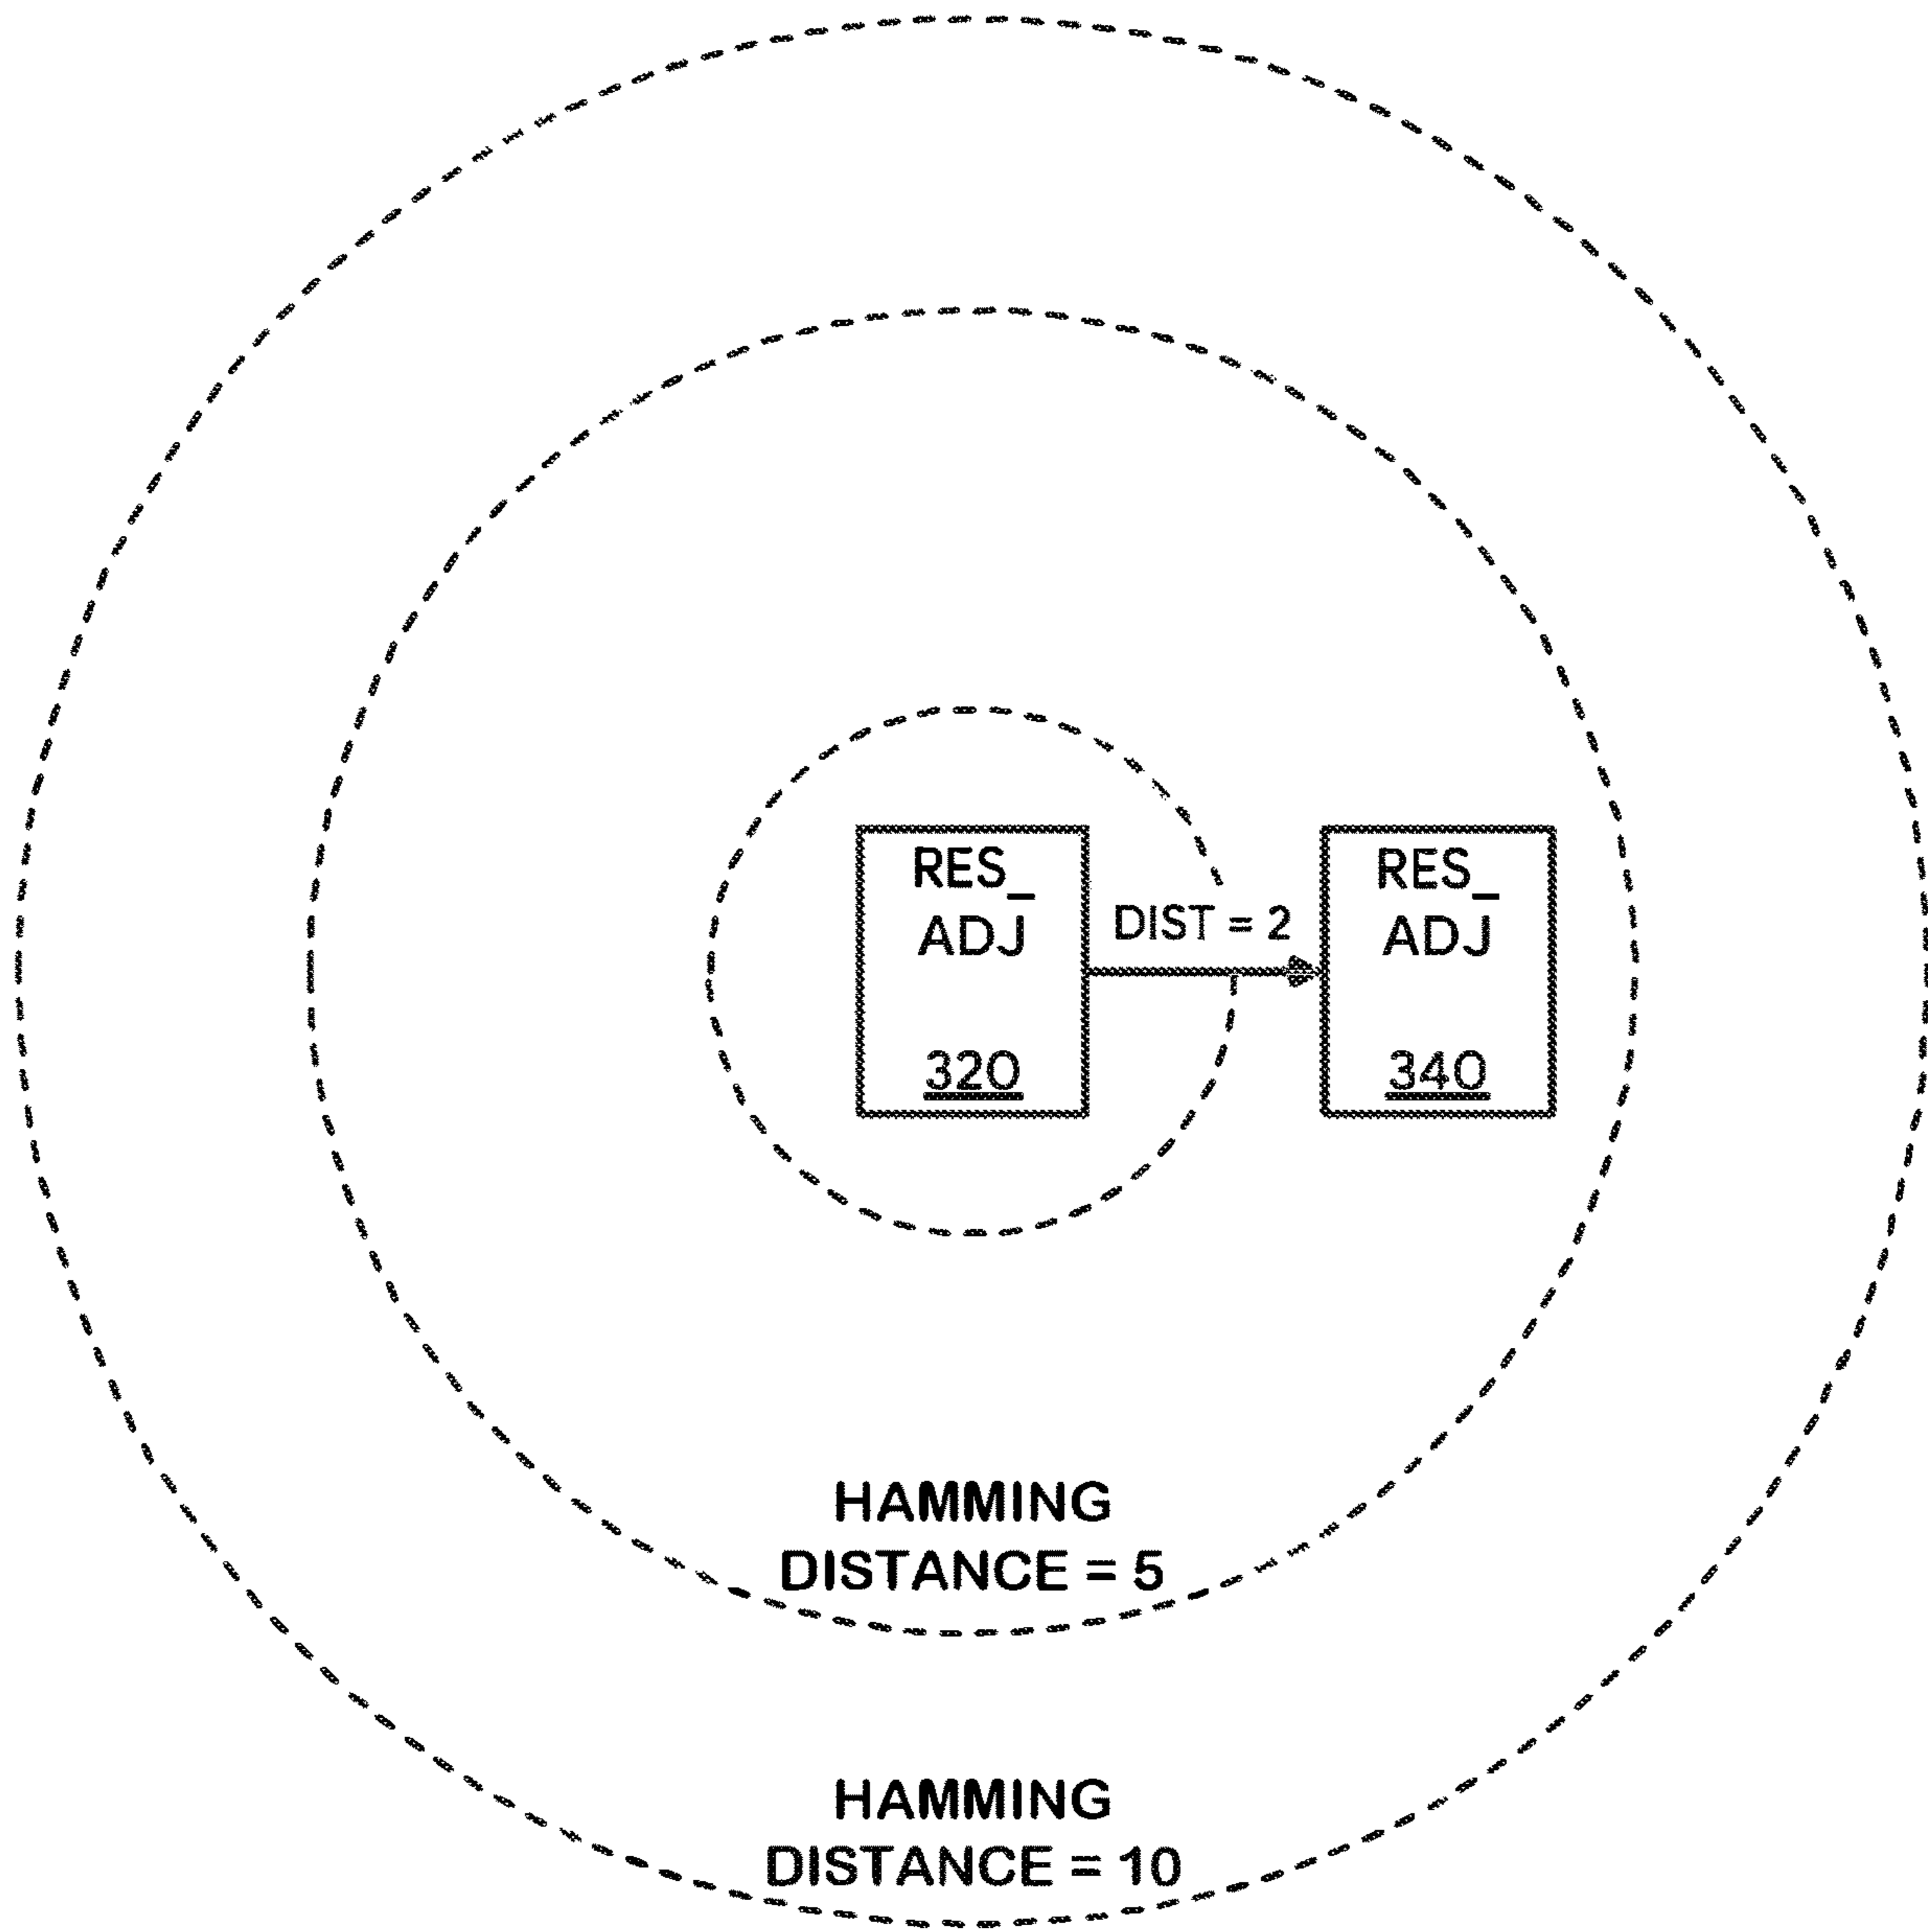 RES_
ADJ
320
DIST = 2
RES_
ADJ
340
HAMMING
DISTANCE = 5
HAMMING
DISTANCE = 10